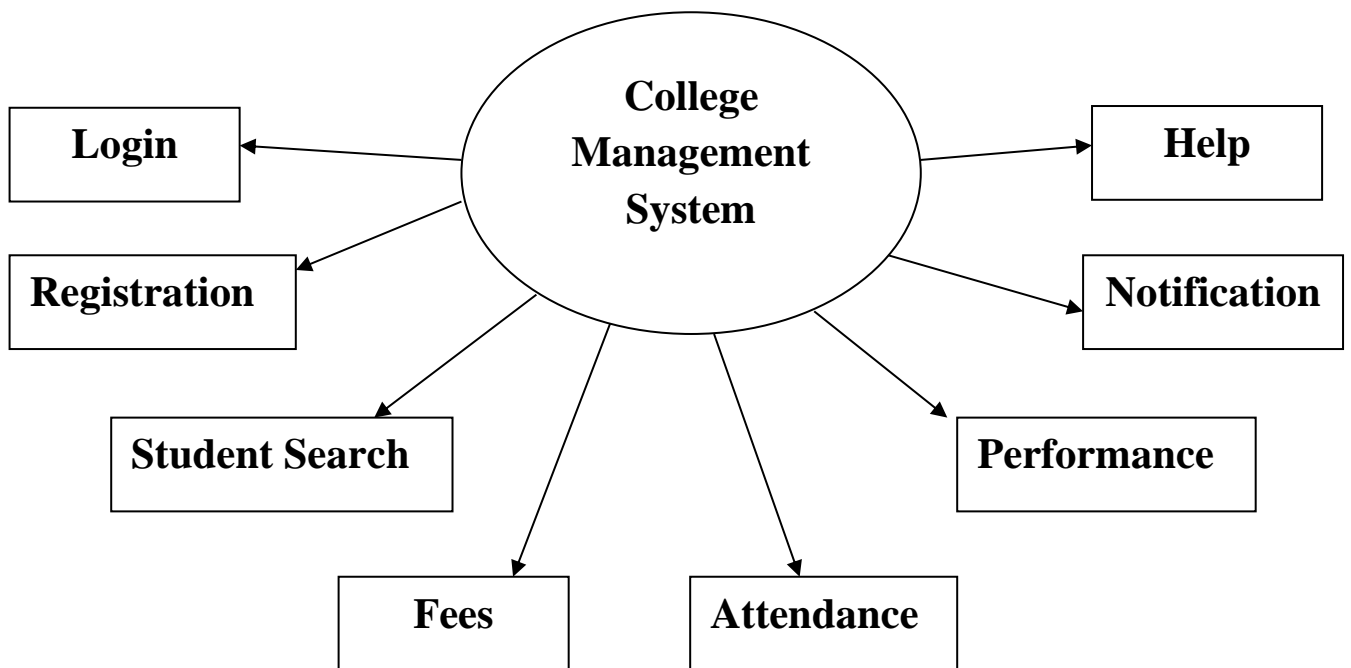 College
Management
System
Login
Help
Registration
Notification
Student Search
Performance
Fees
Attendance